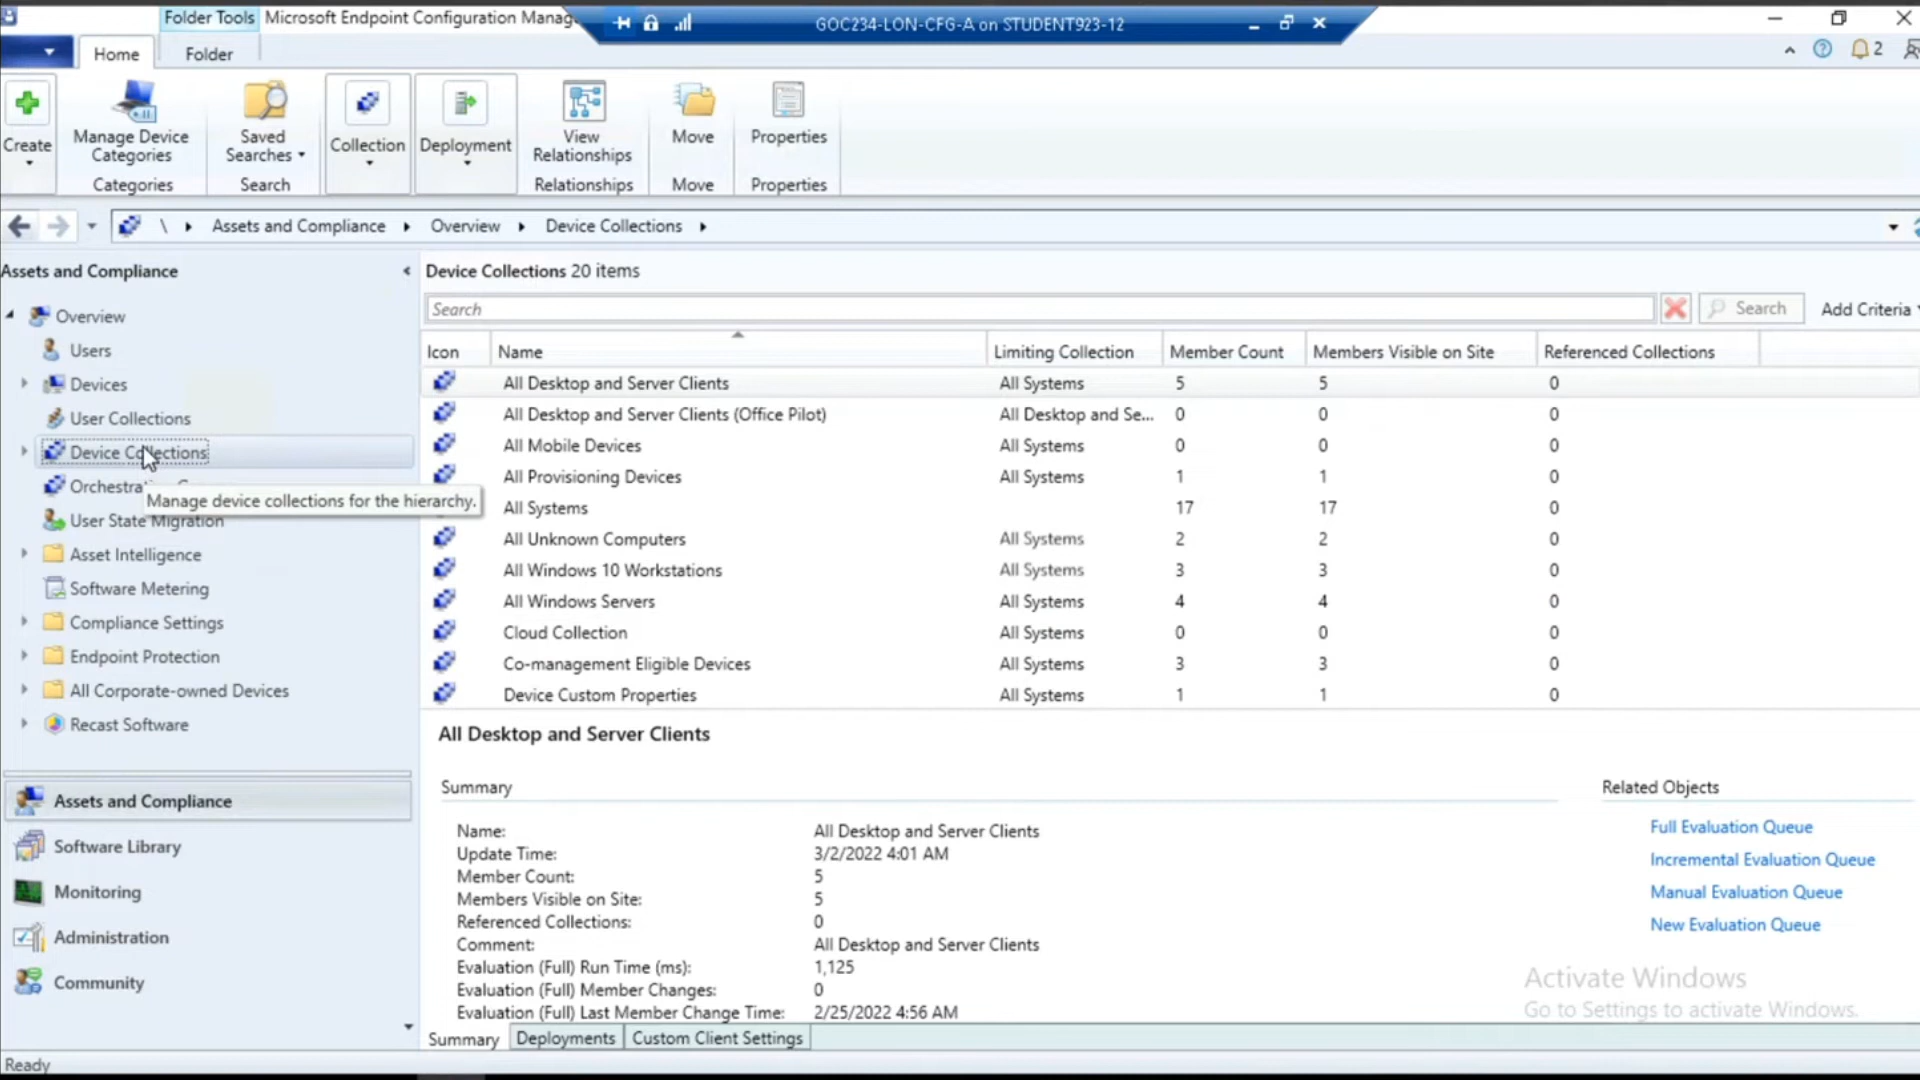 Folder Tools Microsoft Endpoint Configuration Manag
GOC234-LON-CFG-A on STUDENT923-12
Home Folder
2
Create
Manage Device Categories
Saved Searches
Collection
Deployment
View Relationships
Move
Properties
Categories Search Relationships Move Properties
\ Assets and Compliance Overview Device Collections
Assets and Compliance
Overview
Users
Devices
User Collections
Device Collections
Orchestrati
Manage device collections for the hierarchy.
User State Migration
Asset Intelligence
Software Metering
Compliance Settings
Endpoint Protection
All Corporate-owned Devices
Recast Software
Assets and Compliance
Software Library
Monitoring
Administration
Community
Device Collections 20 items
Search Search Add Criteria
Icon Name Limiting Collection Member Count Members Visible on Site Referenced Collections
All Desktop and Server Clients All Systems 5 5 0
All Desktop and Server Clients (Office Pilot) All Desktop and Se... 0 0 0
All Mobile Devices All Systems 0 0 0
All Provisioning Devices All Systems 1 1 0
All Systems 17 17 0
All Unknown Computers All Systems 2 2 0
All Windows 10 Workstations All Systems 3 3 0
All Windows Servers All Systems 4 4 0
Cloud Collection All Systems 0 0 0
Co-management Eligible Devices All Systems 3 3 0
Device Custom Properties All Systems 1 1 0
All Desktop and Server Clients
Summary
Name: All Desktop and Server Clients
Update Time: 3/2/2022 4:01 AM
Member Count: 5
Members Visible on Site: 5
Referenced Collections: 0
Comment: All Desktop and Server Clients
Evaluation (Full) Run Time (ms): 1,125
Evaluation (Full) Member Changes: 0
Evaluation (Full) Last Member Change Time: 2/25/2022 4:56 AM
Related Objects
Full Evaluation Queue
Incremental Evaluation Queue
Manual Evaluation Queue
New Evaluation Queue
Activate Windows
Go to Settings to activate Windows.
Summary Deployments Custom Client Settings
Ready